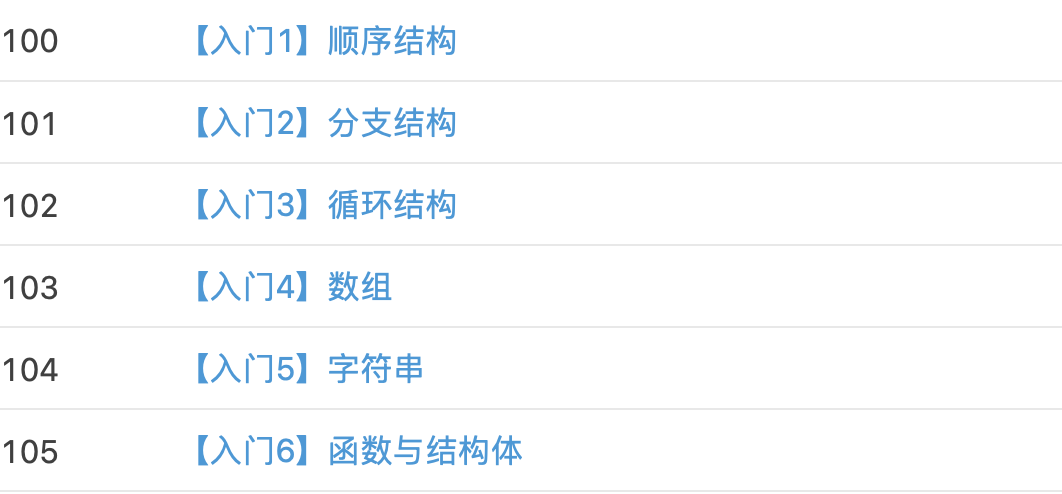 100 【入门1】顺序结构
101 【入门2】分支结构
102 【入门3】循环结构
103 【入门4】数组
104 【入门5】字符串
105 【入门6】函数与结构体